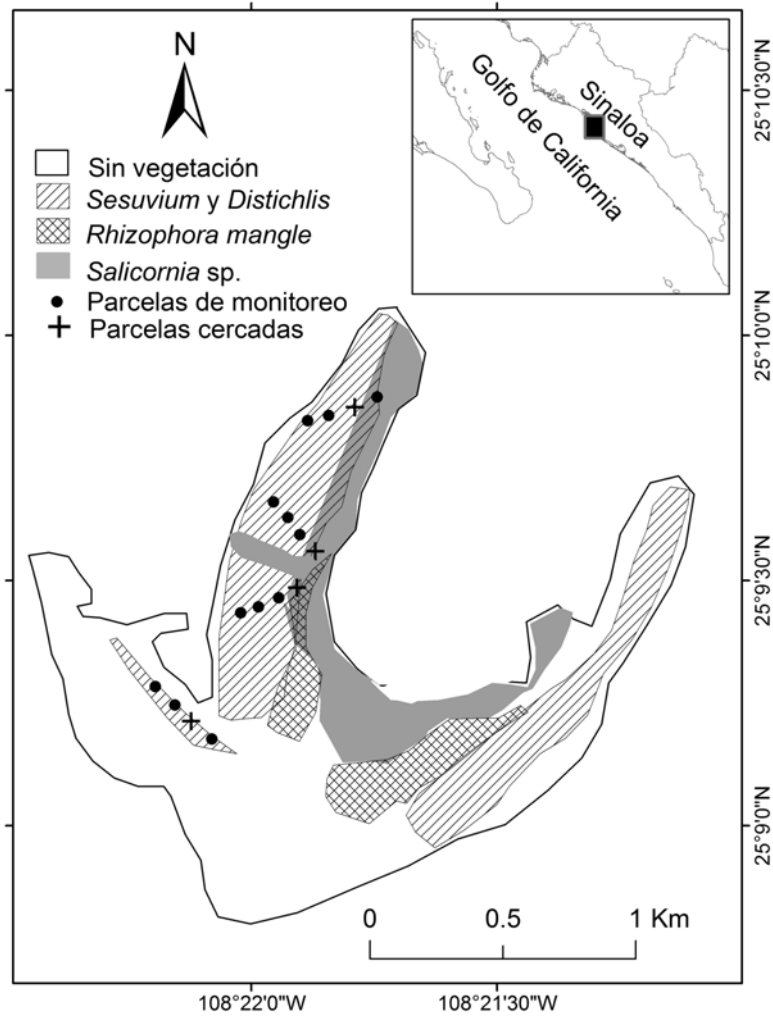 N
Sin vegetación
Sesuvium y Distichlis
Rhizophora mangle
Salicornia sp.
Parcelas de monitoreo
Parcelas cercadas
Golfo de California
Sinaloa
25°10'30"N
25°10'0"N
25°9'30"N
25°9'0"N
0 0.5 1 Km
108°22'0"W 108°21'30"W